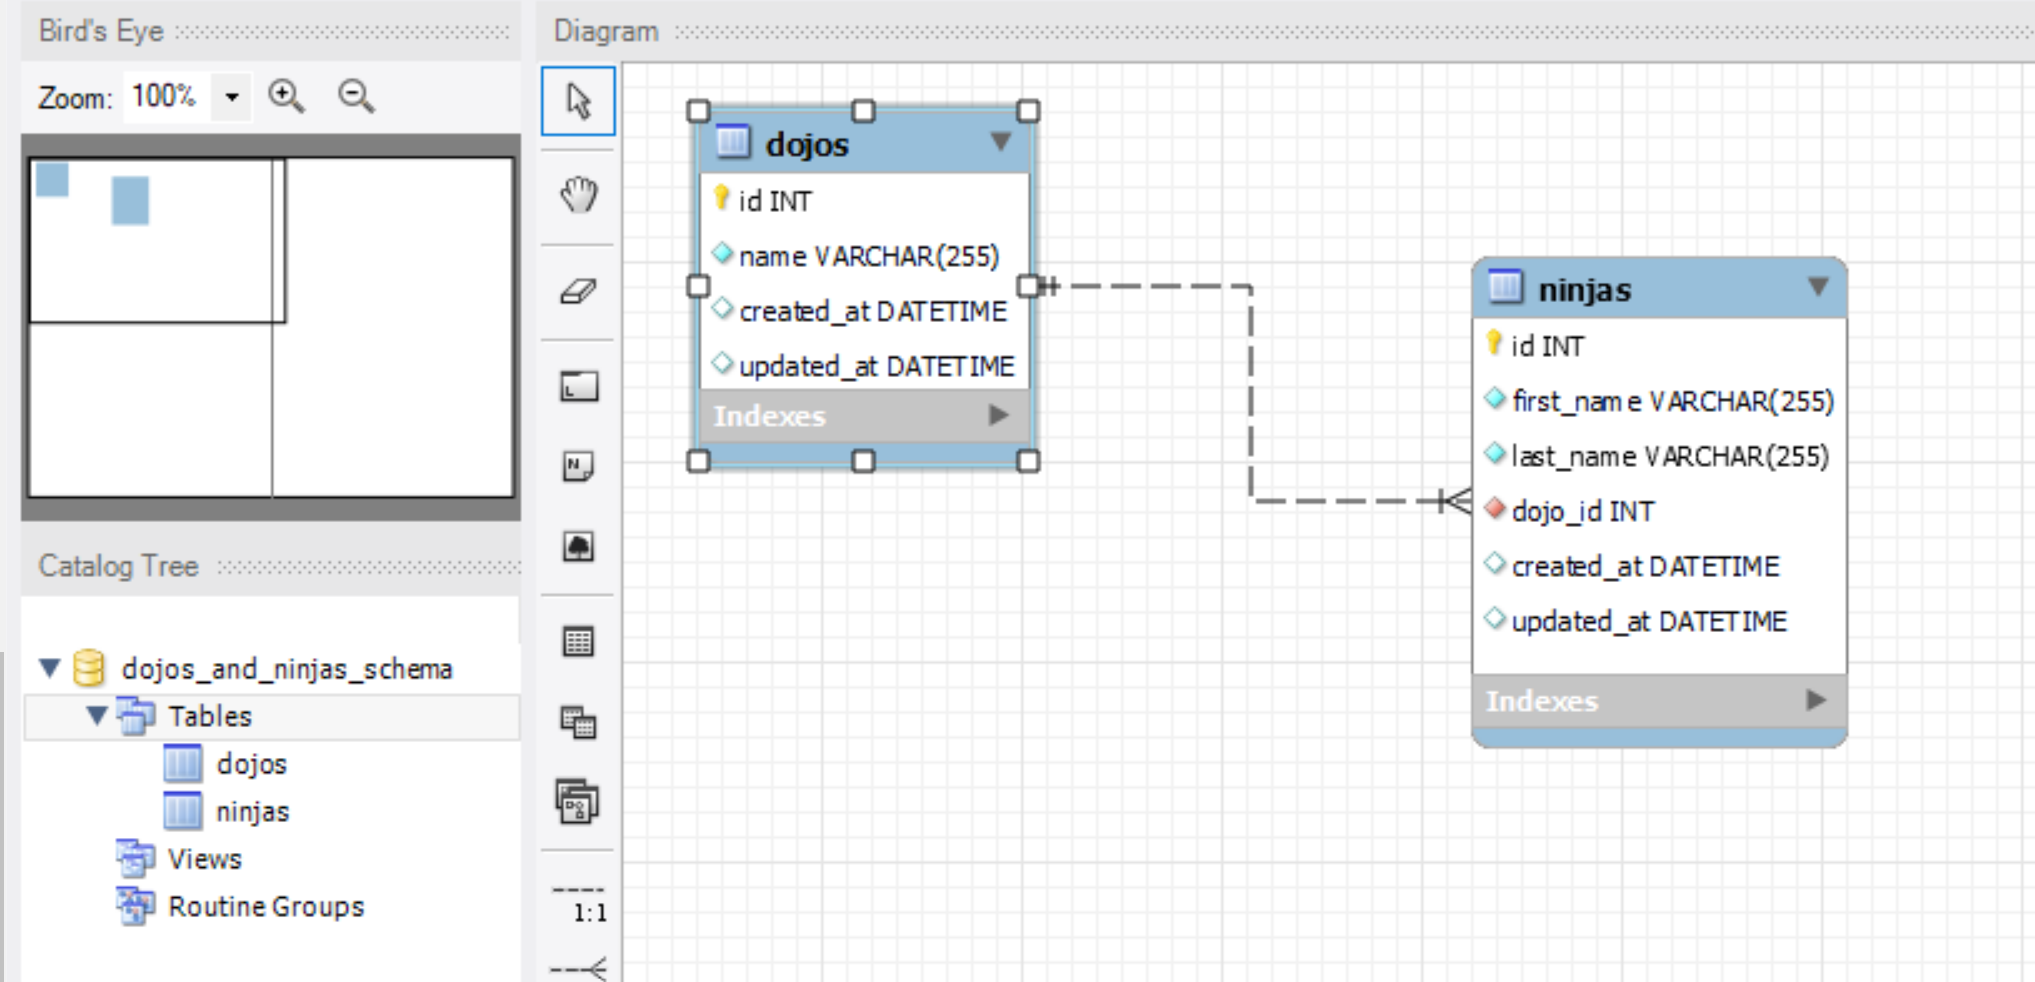 Bird's Eye
Zoom: 100%
Catalog Tree
dojos_and_ninjas_schema
Tables
dojos
ninjas
Views
Routine Groups
Diagram
L
N
1:1
dojos
id INT
name VARCHAR(255)
created_at DATETIME
updated_at DATETIME
Indexes
ninjas
id INT
first_name VARCHAR(255)
last_name VARCHAR(255)
dojo_id INT
created_at DATETIME
updated_at DATETIME
Indexes